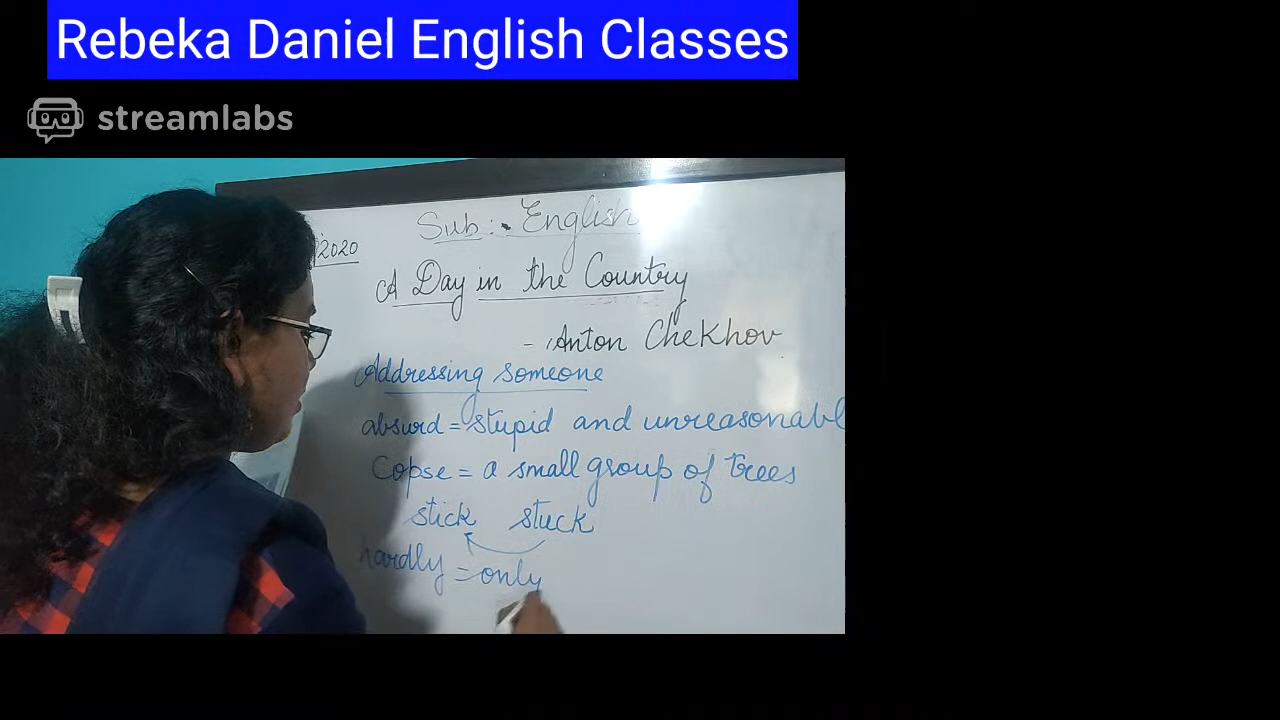 Rebeka Daniel English Classes
streamlabs
Sub: English
2020
A Day in the Country
- Anton Chekhov
Addressing someone
absurd = stupid and unreasonabl
Copse = a small group of trees
stick stuck
hardly = only